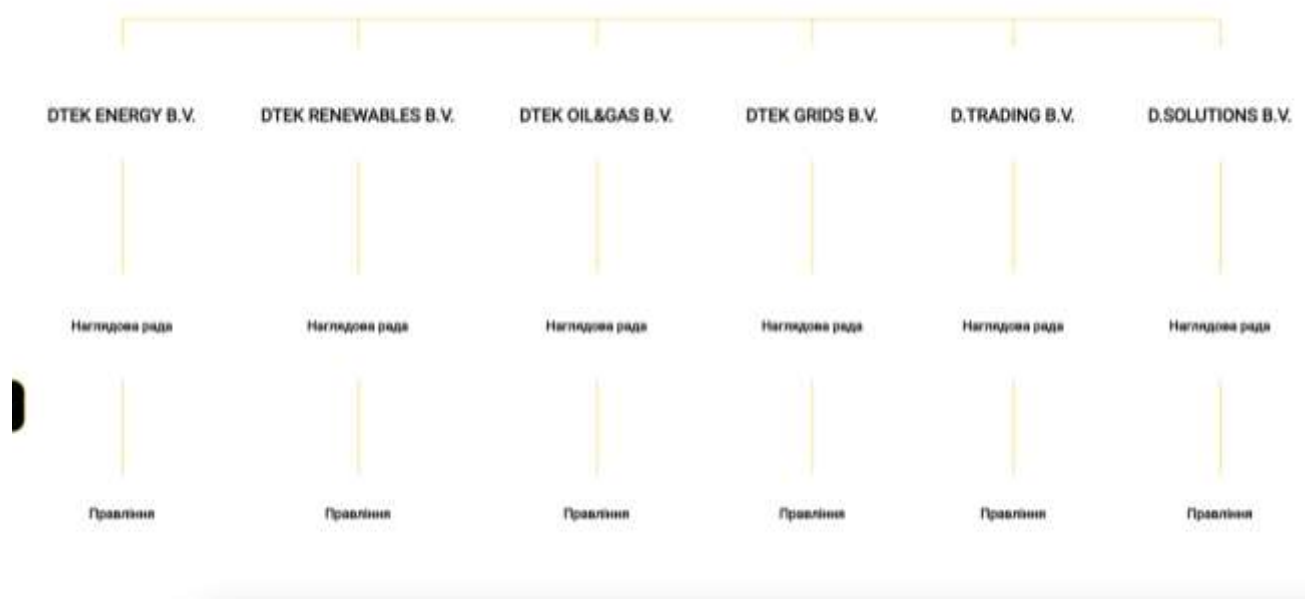 DTEK ENERGY B.V. DTEK RENEWABLES B.V. DTEK OIL&GAS B.V. DTEK GRIDS B.V. D.TRADING B.V. D.SOLUTIONS B.V.
Наглядова рада Наглядова рада Наглядова рада Наглядова рада Наглядова рада Наглядова рада
Правління Правління Правління Правління Правління Правління